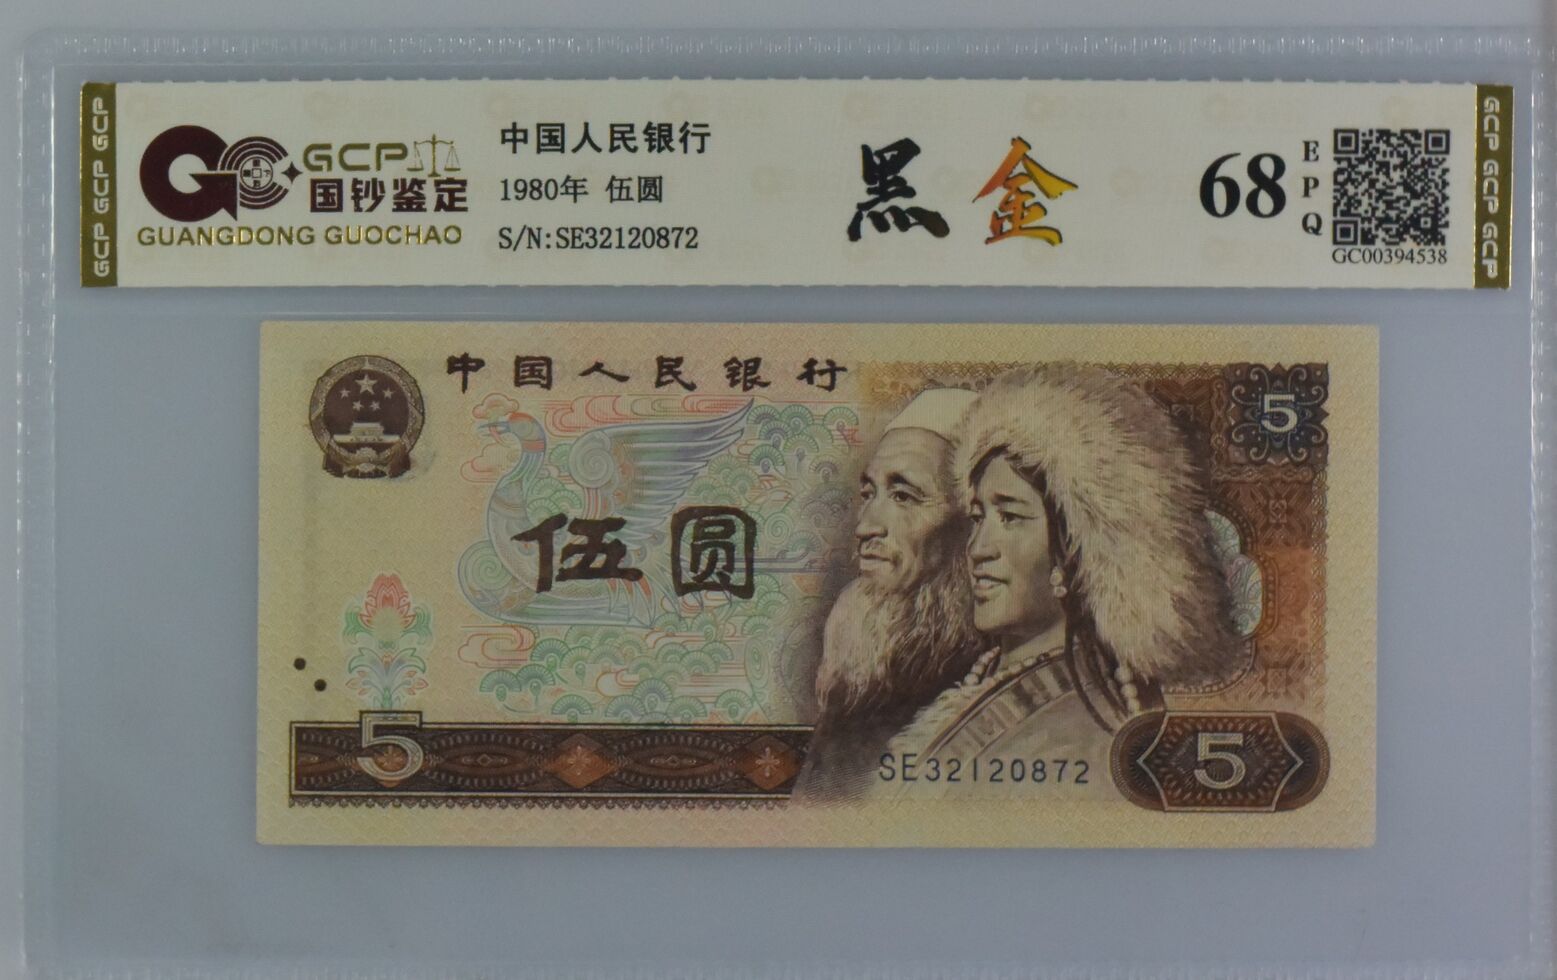 GCP GCP GCP
GCP
国钞鉴定
GUANGDONG GUOCHAO
中国人民银行
1980年 伍圆
S/N:SE32120872
黑金
68
EPQ
GC00394538
GCP GCP GCP
中国人民银行
5
伍圆
5
SE32120872
5